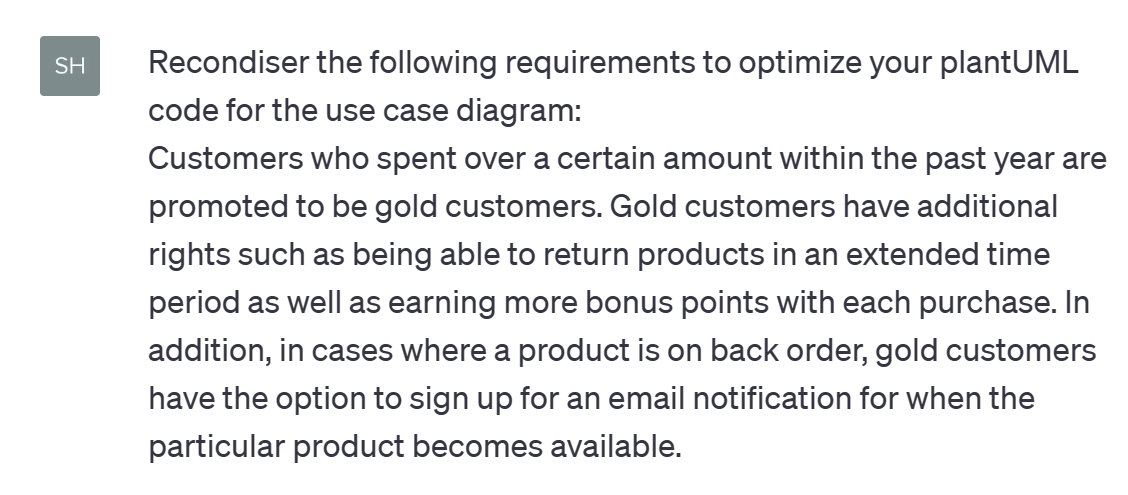 SH
Recondiser the following requirements to optimize your plantUML
code for the use case diagram:
Customers who spent over a certain amount within the past year are
promoted to be gold customers. Gold customers have additional
rights such as being able to return products in an extended time
period as well as earning more bonus points with each purchase. In
addition, in cases where a product is on back order, gold customers
have the option to sign up for an email notification for when the
particular product becomes available.